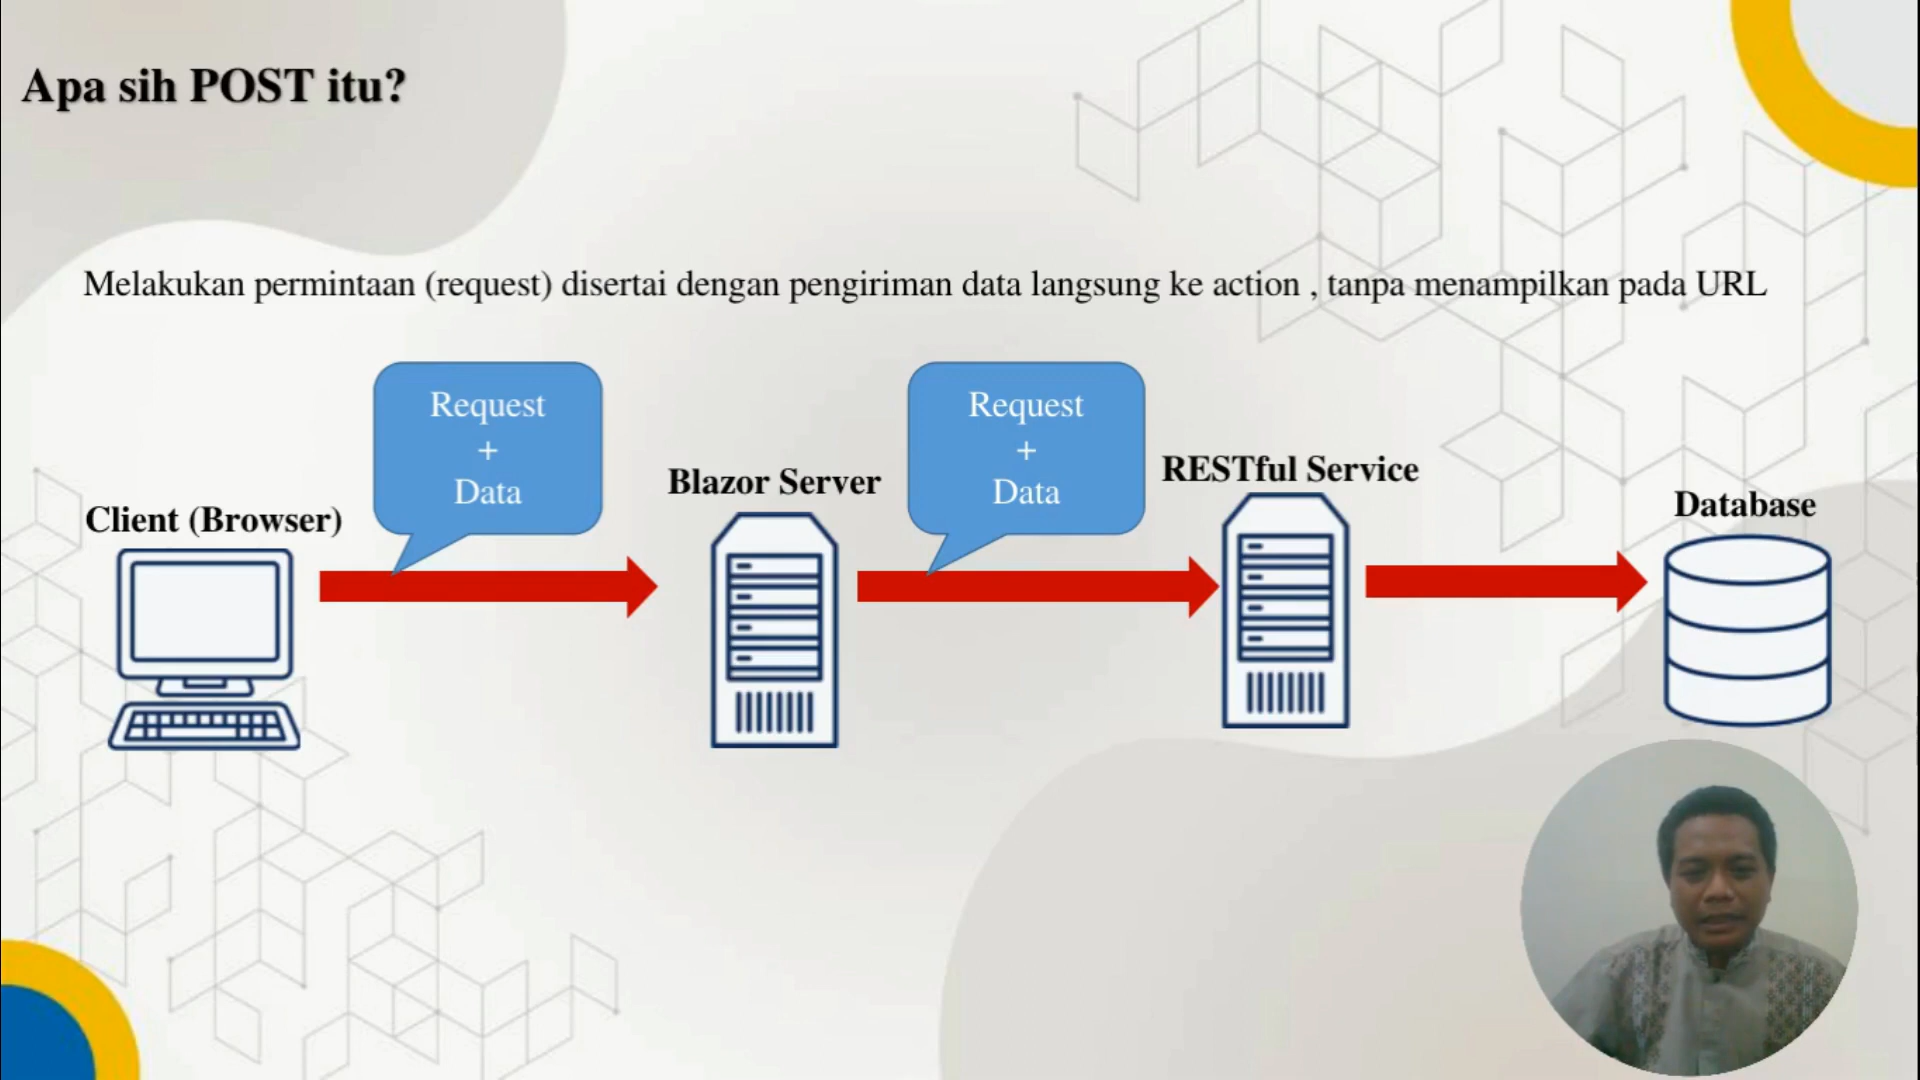 Apa sih POST itu?
Melakukan permintaan (request) disertai dengan pengiriman data langsung ke action , tanpa menampilkan pada URL
Client (Browser)
Request
+
Data
Blazor Server
Request
+
Data
RESTful Service
Database